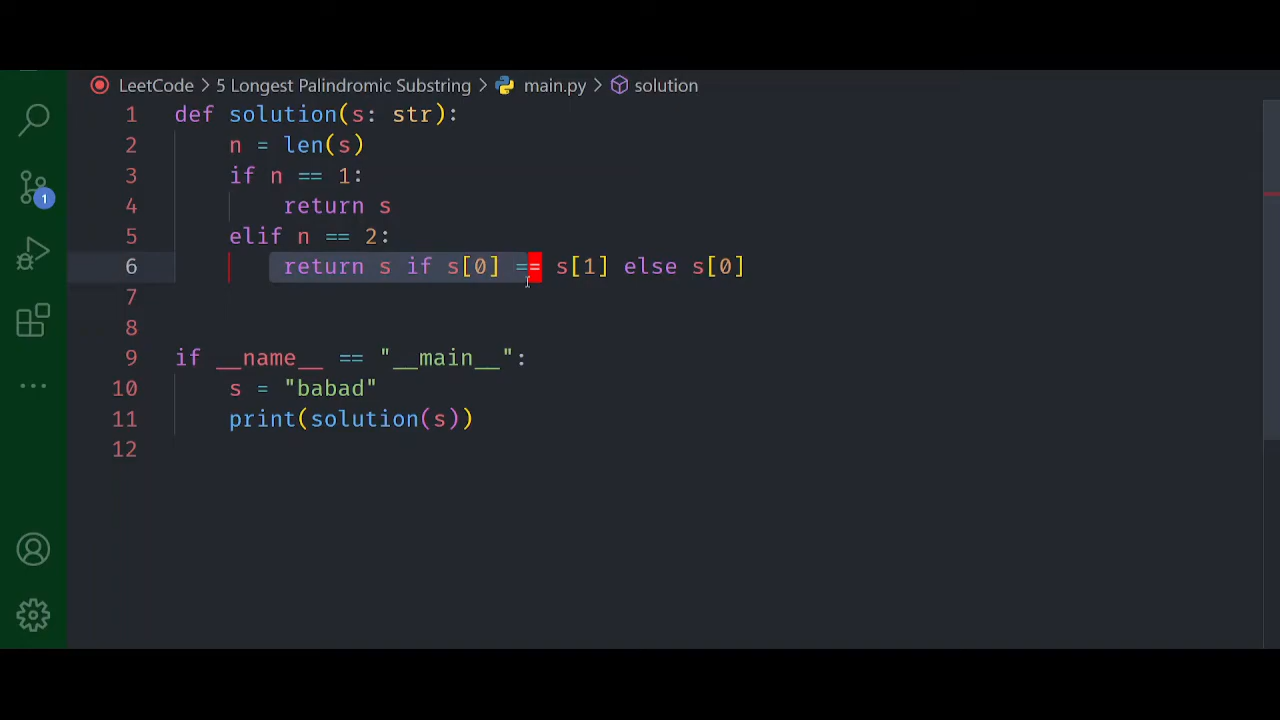 LeetCode > 5 Longest Palindromic Substring > main.py > solution
1 def solution(s: str):
2     n = len(s)
3     if n == 1:
4         return s
5     elif n == 2:
6         return s if s[0] == s[1] else s[0]
7
8
9 if __name__ == "__main__":
10     s = "babad"
11     print(solution(s))
12
1